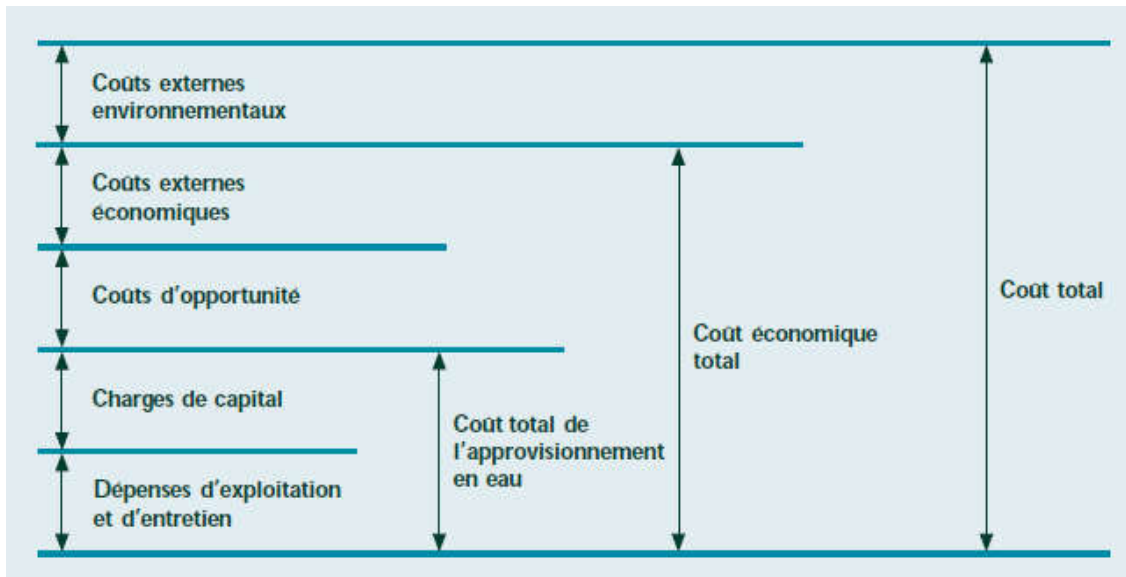 Coûts externes
environnementaux
Coûts externes
économiques
Coûts d'opportunité
Coût total
Coût économique
total
Charges de capital
Coût total de
l'approvisionnement
en eau
Dépenses d'exploitation
et d'entretien